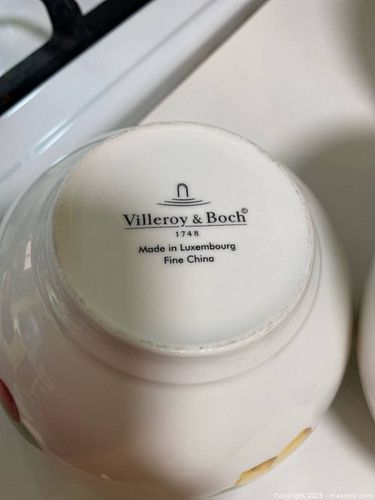 Villeroy & Boch©
1748
Made in Luxembourg
Fine China
Copyright 2025 - maxsold.com